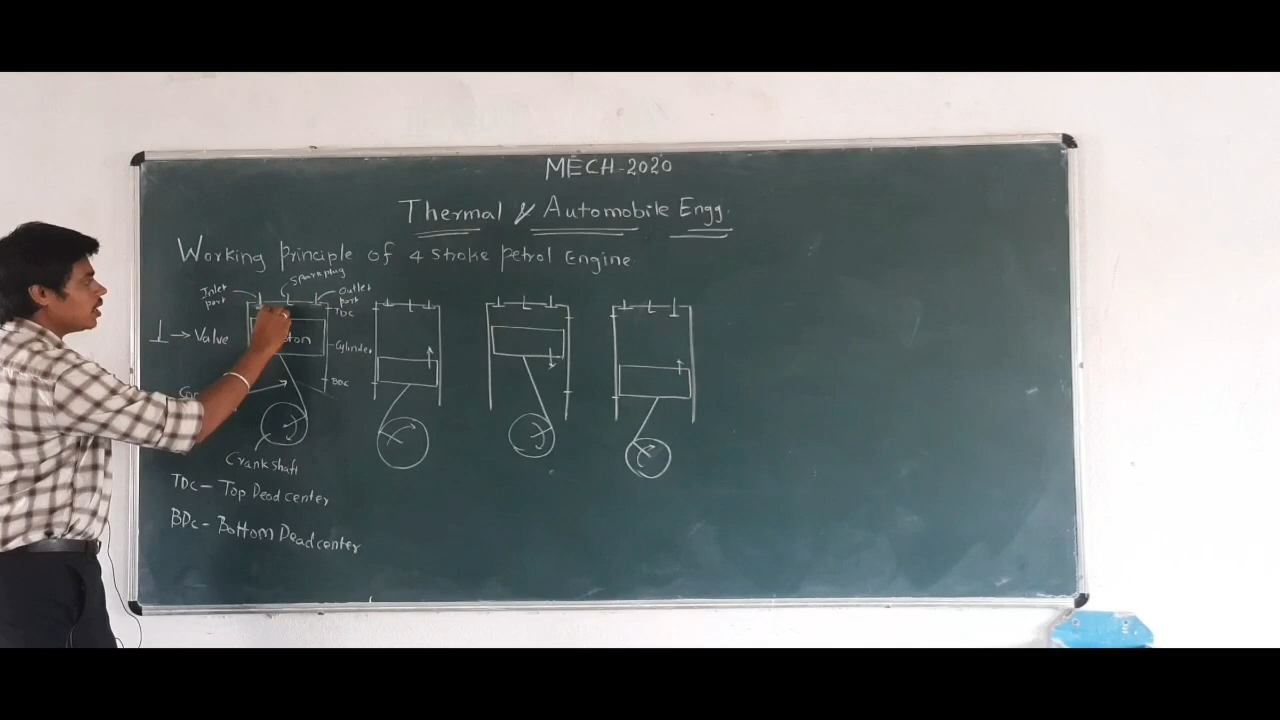 MECH-2020
Thermal & Automobile Engg.
Working Principle of 4 stroke Petrol Engine
Spark plug
Inlet port
Outlet port
TDC
⊥ → Valve
Cylinder
BDC
Crankshaft
TDC - Top Dead center
BDC - Bottom Dead center